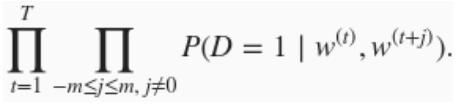 ∏_{t=1}^{T} ∏_{-m≤j≤m, j≠0} P(D = 1 | w^{(t)}, w^{(t+j)}).